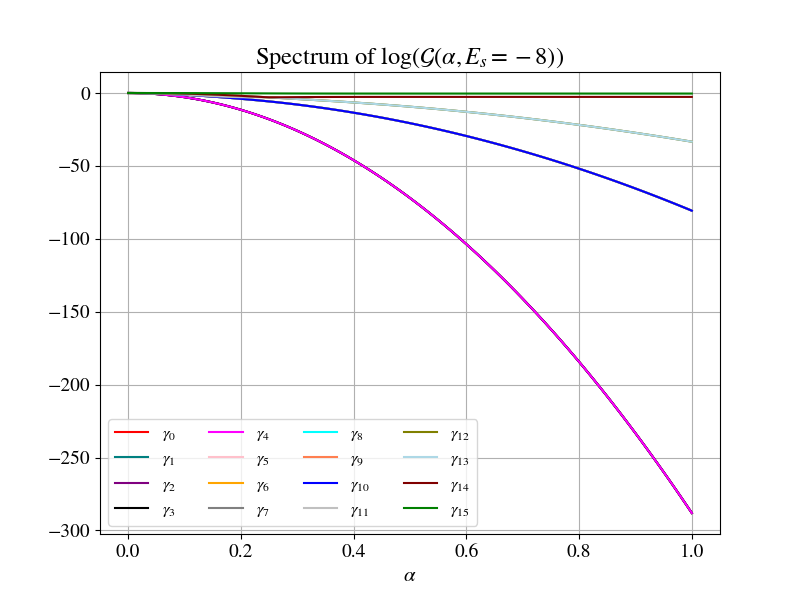 Spectrum of log(𝒢(α, E_s = −8))
0
−50
−100
−150
−200
−250
−300
γ₀ γ₄ γ₈ γ₁₂
γ₁ γ₅ γ₉ γ₁₃
γ₂ γ₆ γ₁₀ γ₁₄
γ₃ γ₇ γ₁₁ γ₁₅
0.0 0.2 0.4 0.6 0.8 1.0
α